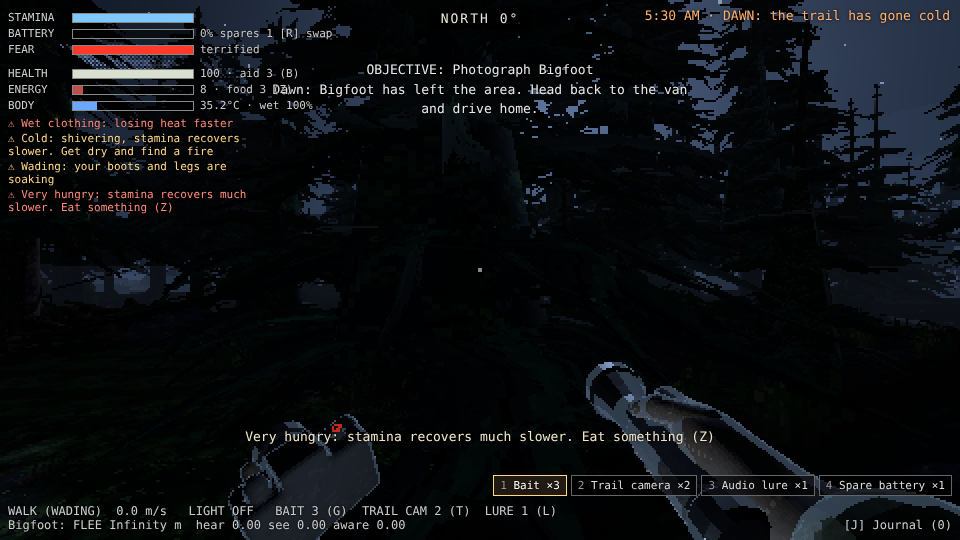 STAMINA
BATTERY 0% spares 1 [R] swap
FEAR terrified
HEALTH 100 · aid 3 (B)
ENERGY 8 · food 3
BODY 35.2°C · wet 100%
⚠ Wet clothing: losing heat faster
⚠ Cold: shivering, stamina recovers
slower. Get dry and find a fire
⚠ Wading: your boots and legs are
soaking
⚠ Very hungry: stamina recovers much
slower. Eat something (Z)
NORTH 0°
5:30 AM · DAWN: the trail has gone cold
OBJECTIVE: Photograph Bigfoot
Dawn: Bigfoot has left the area. Head back to the van
and drive home.
Very hungry: stamina recovers much slower. Eat something (Z)
1 Bait ×3
2 Trail camera ×2
3 Audio lure ×1
4 Spare battery ×1
WALK (WADING) 0.0 m/s LIGHT OFF BAIT 3 (G) TRAIL CAM 2 (T) LURE 1 (L)
Bigfoot: FLEE Infinity m hear 0.00 see 0.00 aware 0.00
[J] Journal (0)